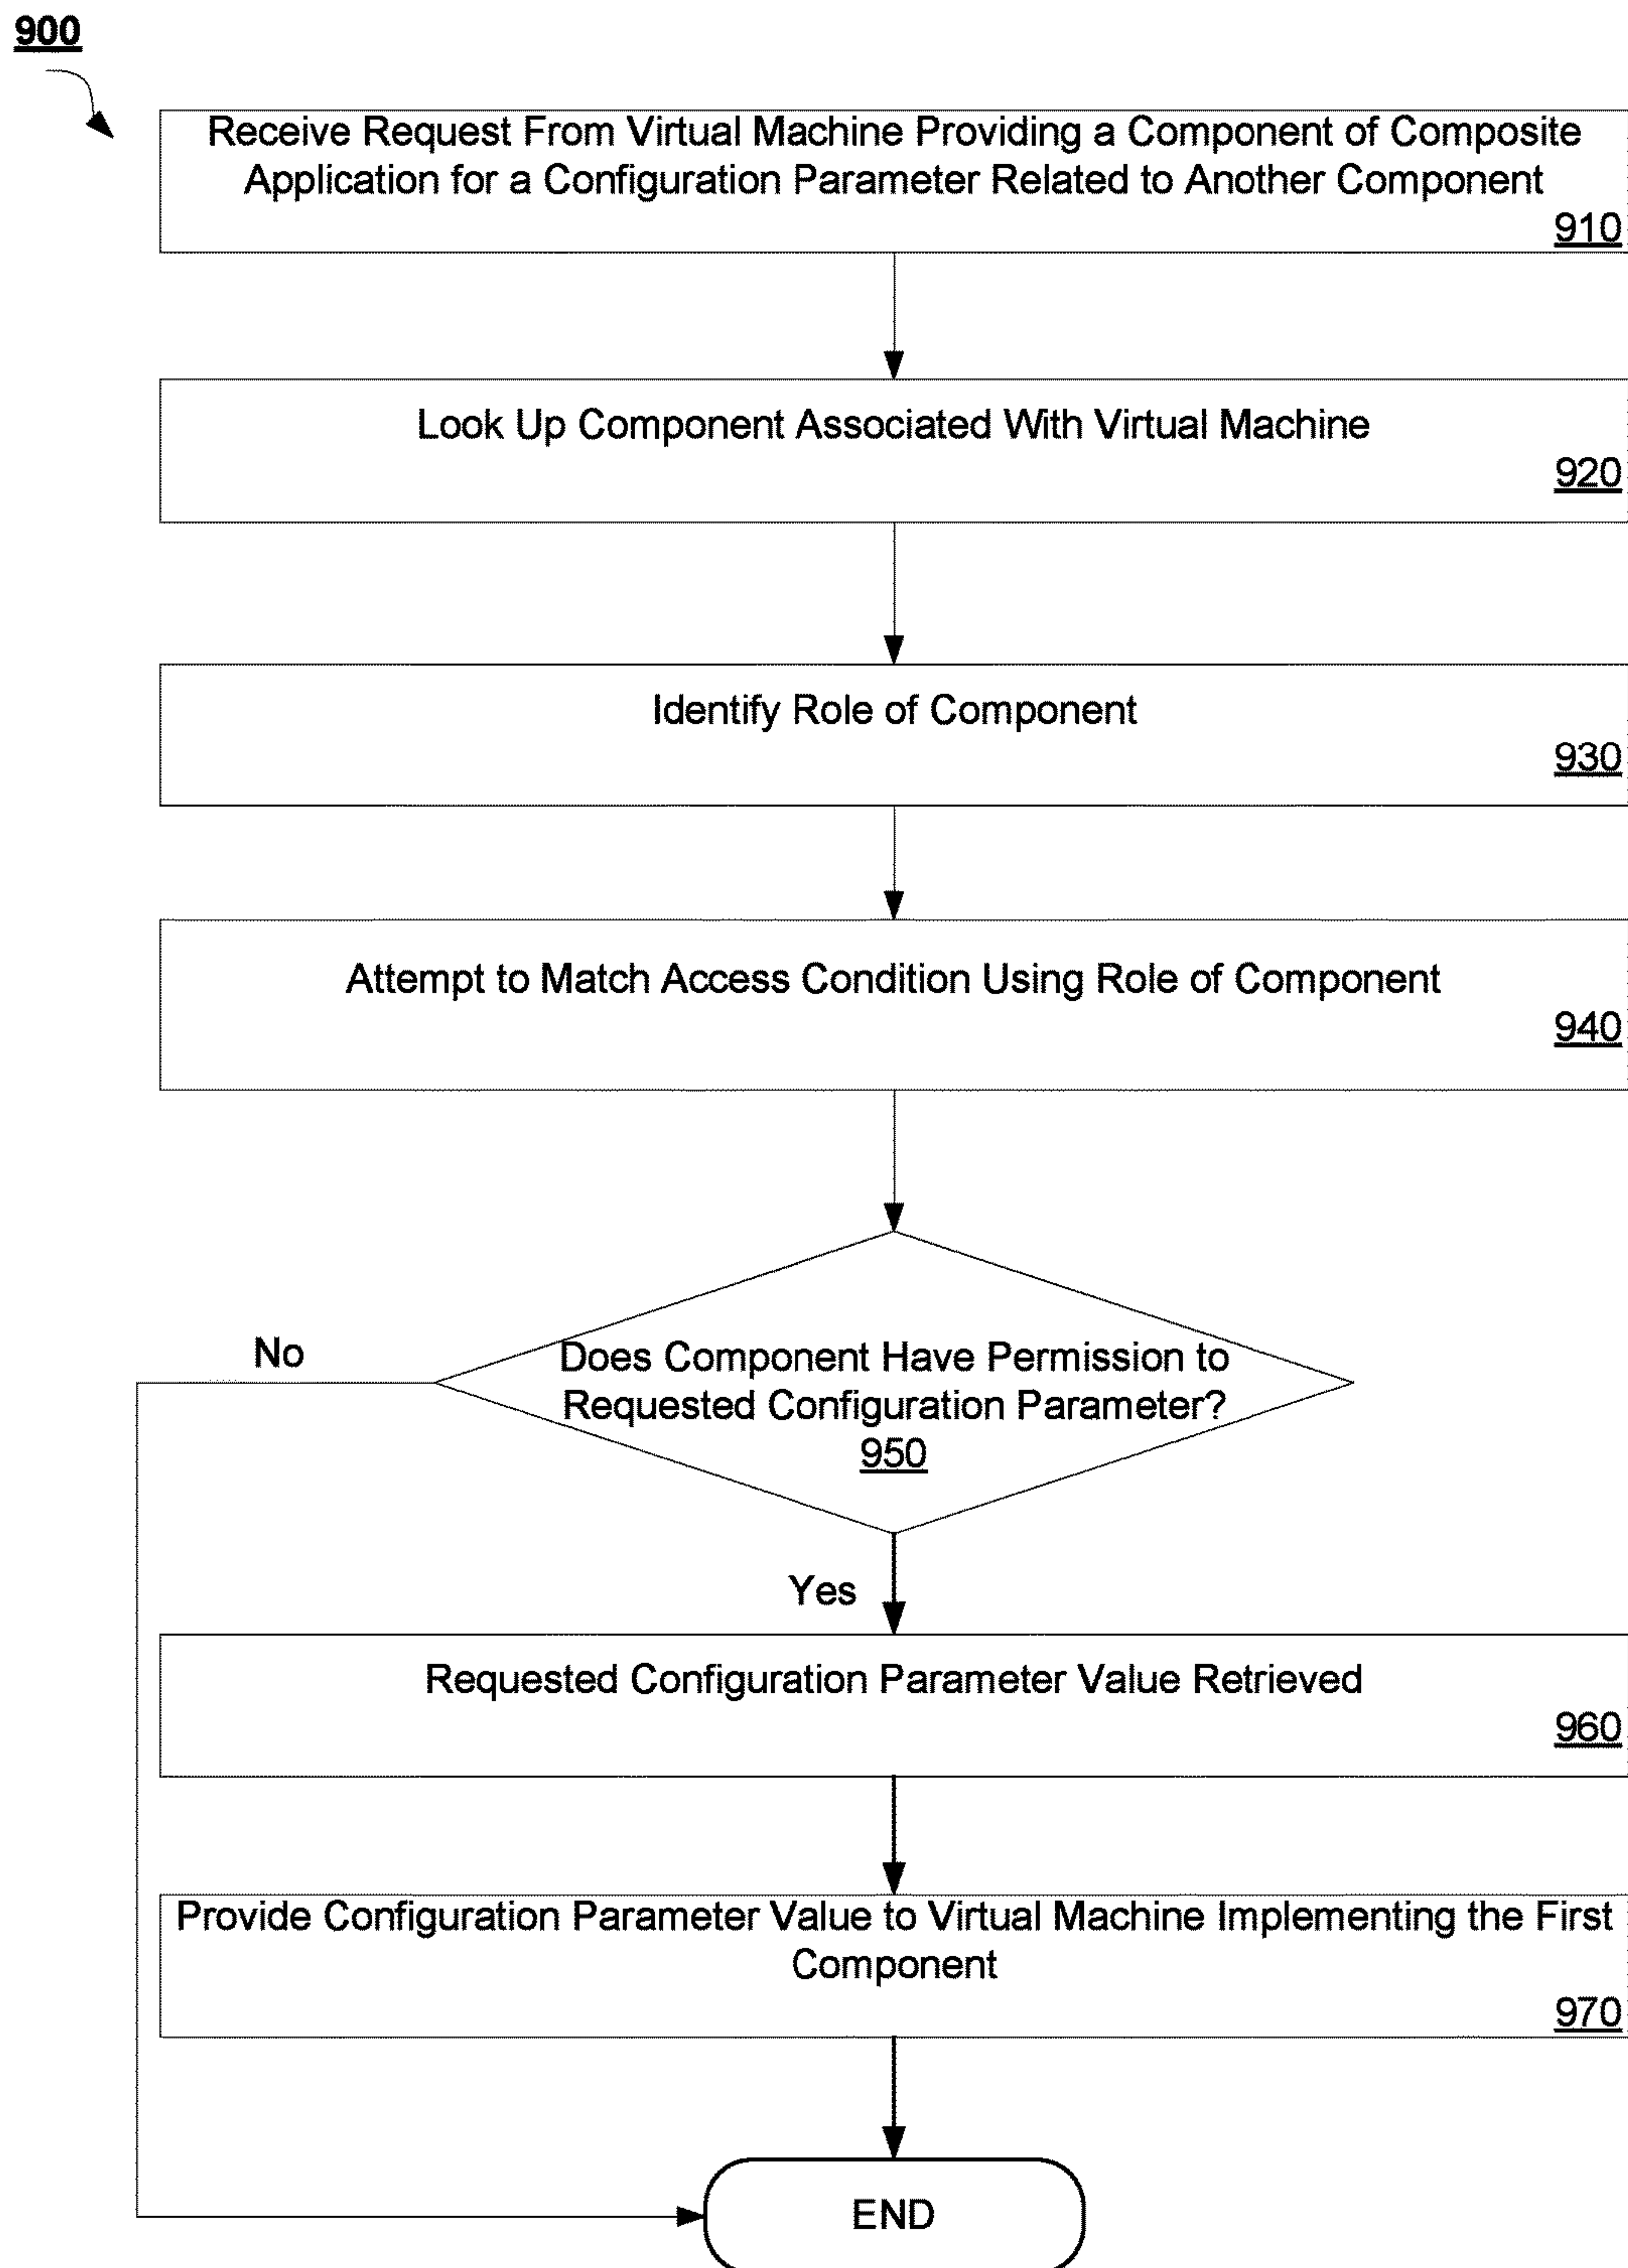 900
Receive Request From Virtual Machine Providing a Component of Composite
Application for a Configuration Parameter Related to Another Component
910
Look Up Component Associated With Virtual Machine
920
Identify Role of Component
930
Attempt to Match Access Condition Using Role of Component
940
No
Does Component Have Permission to
Requested Configuration Parameter?
950
Yes
Requested Configuration Parameter Value Retrieved
960
Provide Configuration Parameter Value to Virtual Machine Implementing the First
Component
970
END